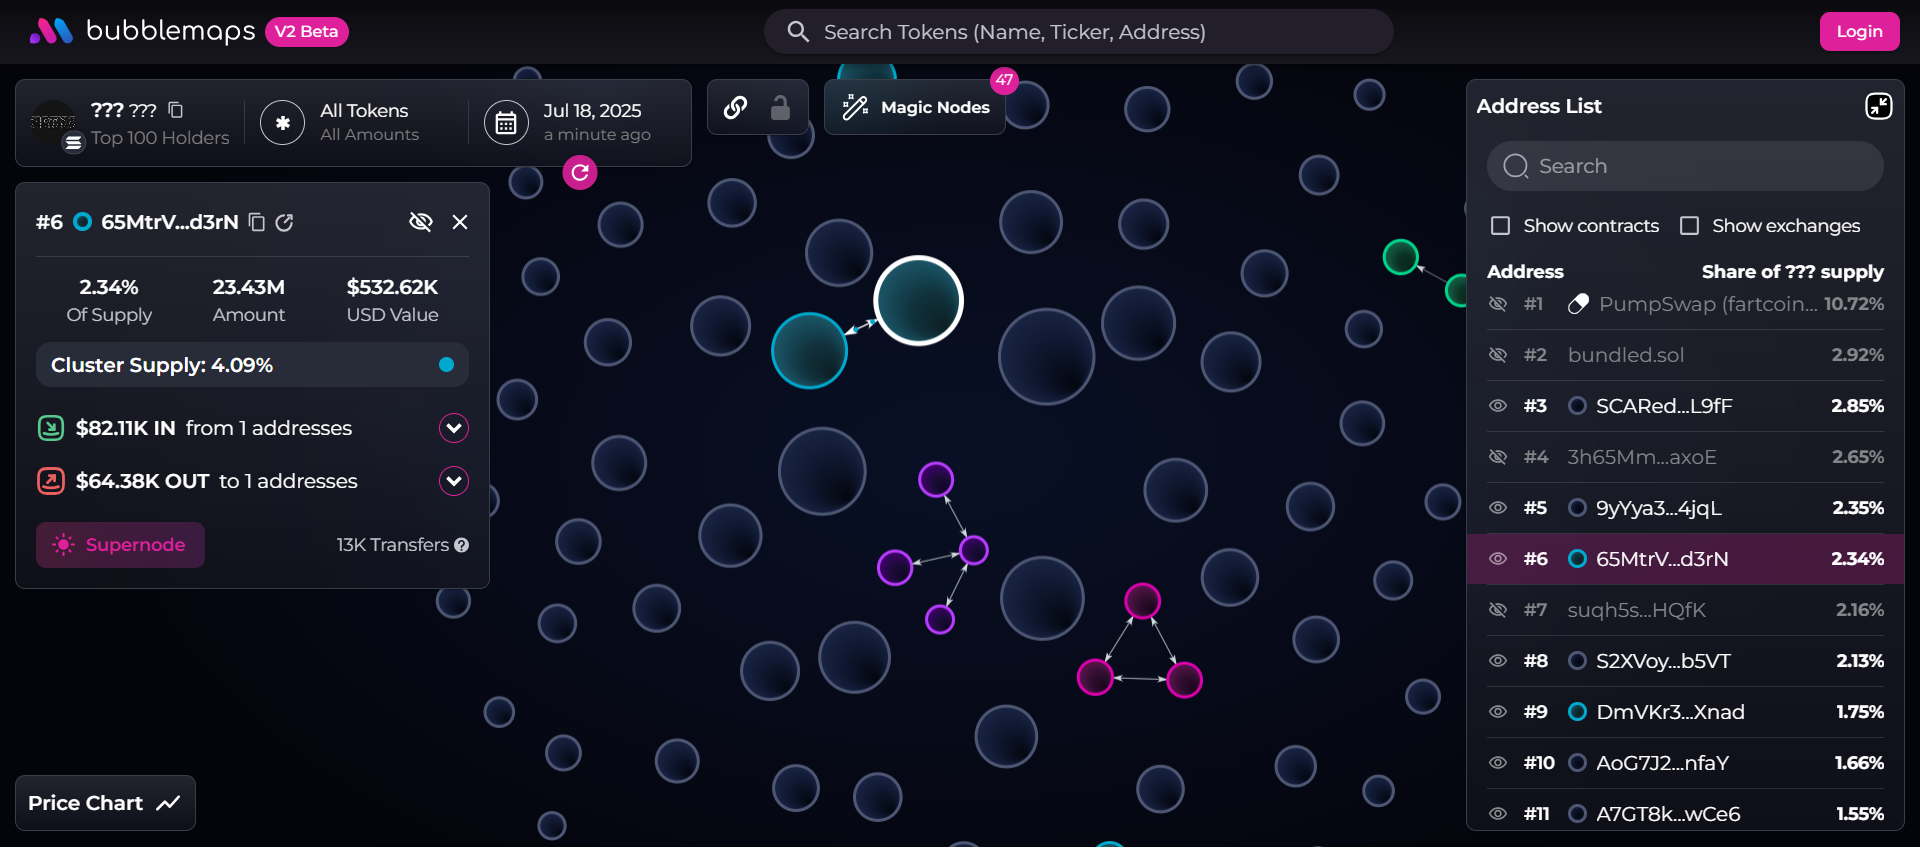 bubblemaps V2 Beta
Search Tokens (Name, Ticker, Address)
Login
??? ???
Top 100 Holders
All Tokens
All Amounts
Jul 18, 2025
a minute ago
Magic Nodes
47
#6 65MtrV...d3rN
2.34% 23.43M $532.62K
Of Supply Amount USD Value
Cluster Supply: 4.09%
$82.11K IN from 1 addresses
$64.38K OUT to 1 addresses
Supernode 13K Transfers
Price Chart
Address List
Search
Show contracts Show exchanges
Address Share of ??? supply
#1 PumpSwap (fartcoin... 10.72%
#2 bundled.sol 2.92%
#3 SCARed...L9fF 2.85%
#4 3h65Mm...axoE 2.65%
#5 9yYya3...4jqL 2.35%
#6 65MtrV...d3rN 2.34%
#7 suqh5s...HQfK 2.16%
#8 S2XVoy...b5VT 2.13%
#9 DmVKr3...Xnad 1.75%
#10 AoG7J2...nfaY 1.66%
#11 A7GT8k...wCe6 1.55%